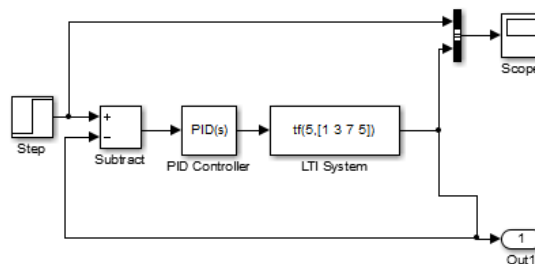 Scope
Step
+
−
Subtract
PID(s)
PID Controller
tf(5,[1 3 7 5])
LTI System
1
Out1